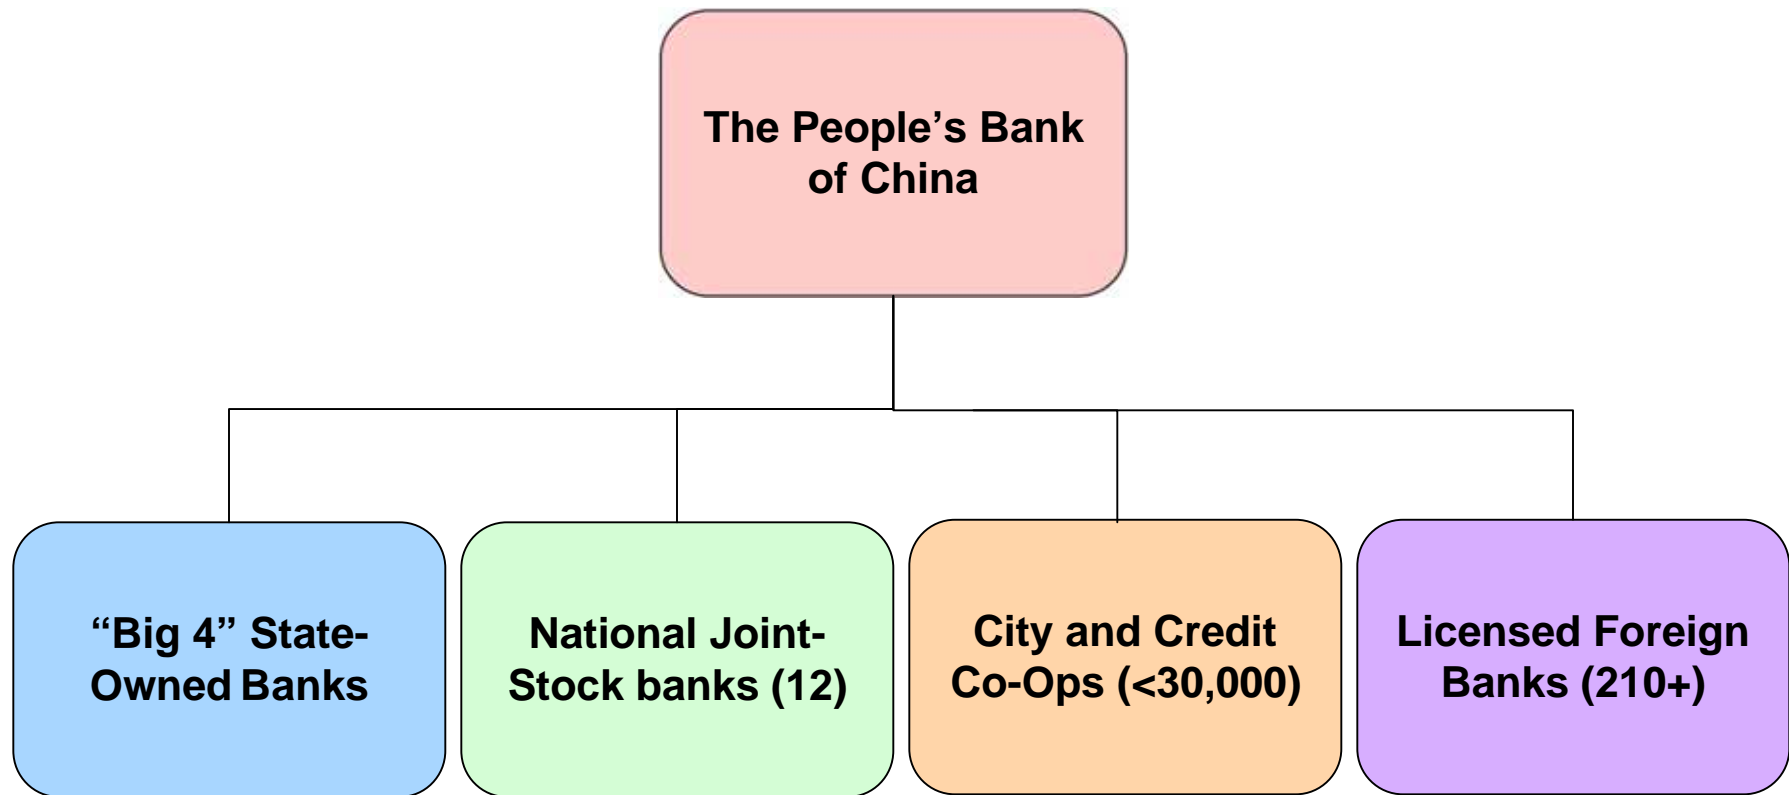 The People’s Bank
of China
“Big 4” State-
Owned Banks
National Joint-
Stock banks (12)
City and Credit
Co-Ops (<30,000)
Licensed Foreign
Banks (210+)